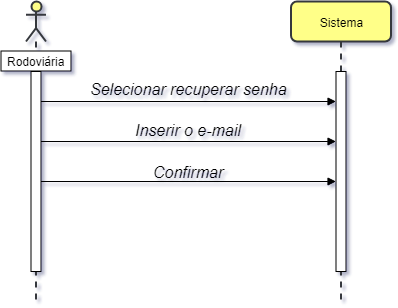 Sistema
Rodoviária
Selecionar recuperar senha
Inserir o e-mail
Confirmar